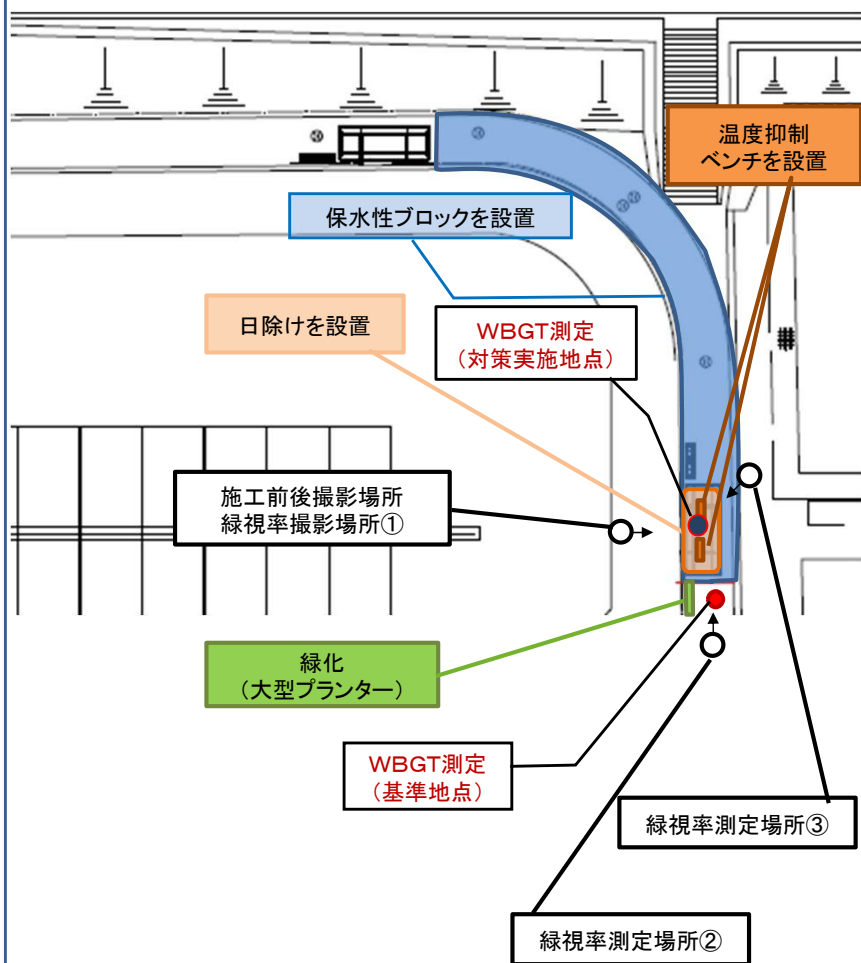 温度抑制
ベンチを設置
保水性ブロックを設置
日除けを設置
WBGT測定
（対策実施地点）
施工前後撮影場所
緑視率撮影場所①
緑化
（大型プランター）
WBGT測定
（基準地点）
緑視率測定場所③
緑視率測定場所②